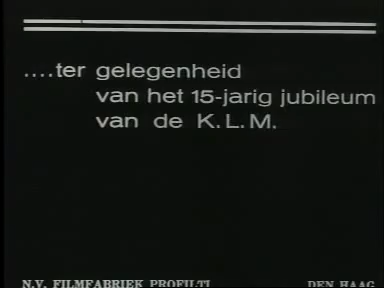 ....ter gelegenheid
van het 15-jarig jubileum
van de K.L.M.
N.V. FILMFABRIEK PROFILTI DEN HAAG